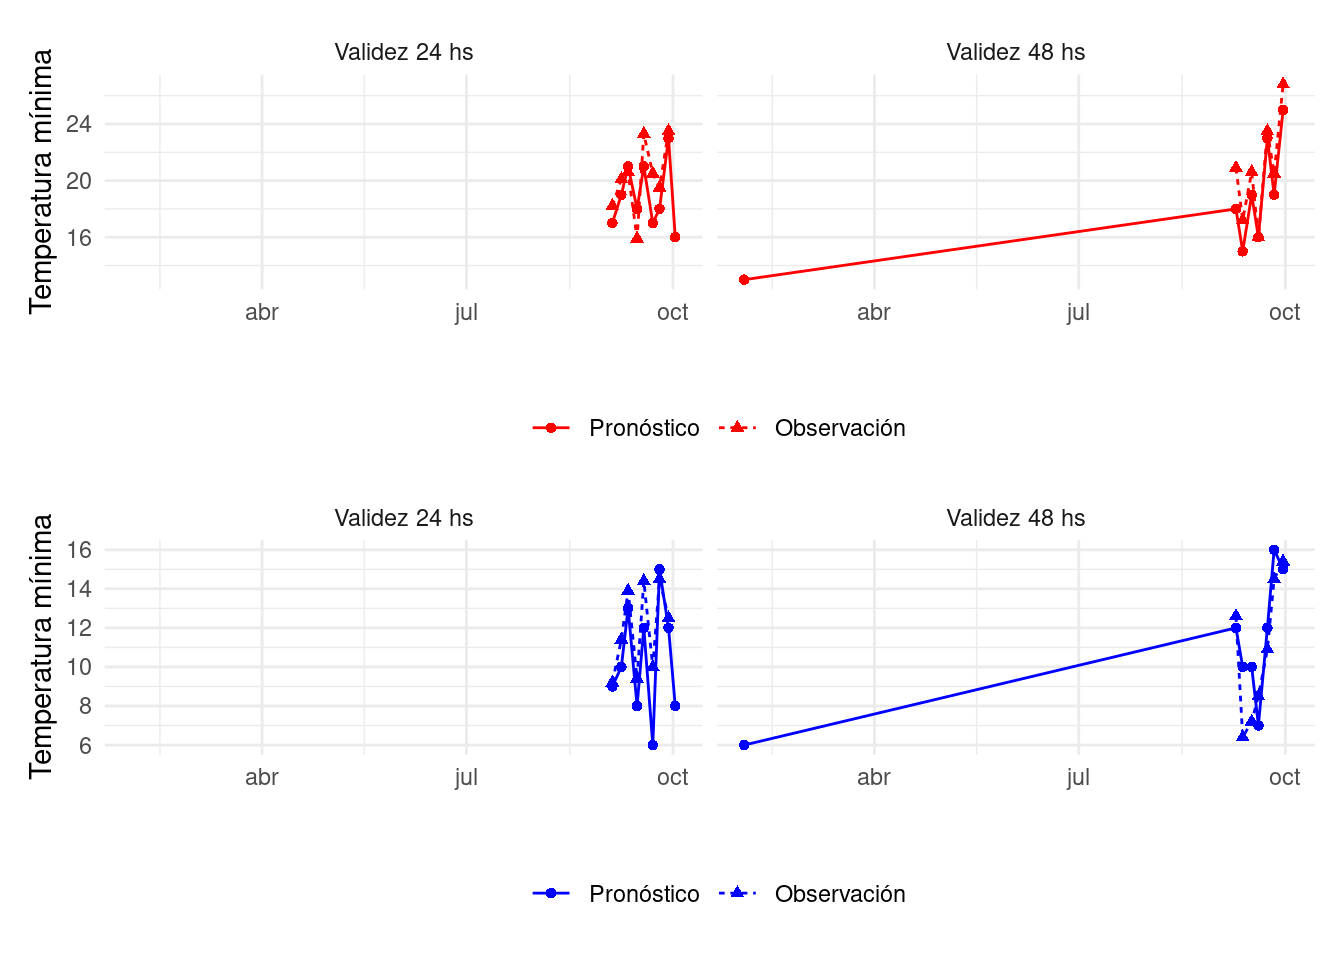 Validez 24 hs Validez 48 hs
Temperatura mínima
24
20
16
abr jul oct abr jul oct
Pronóstico Observación
Validez 24 hs Validez 48 hs
Temperatura mínima
16
14
12
10
8
6
abr jul oct abr jul oct
Pronóstico Observación